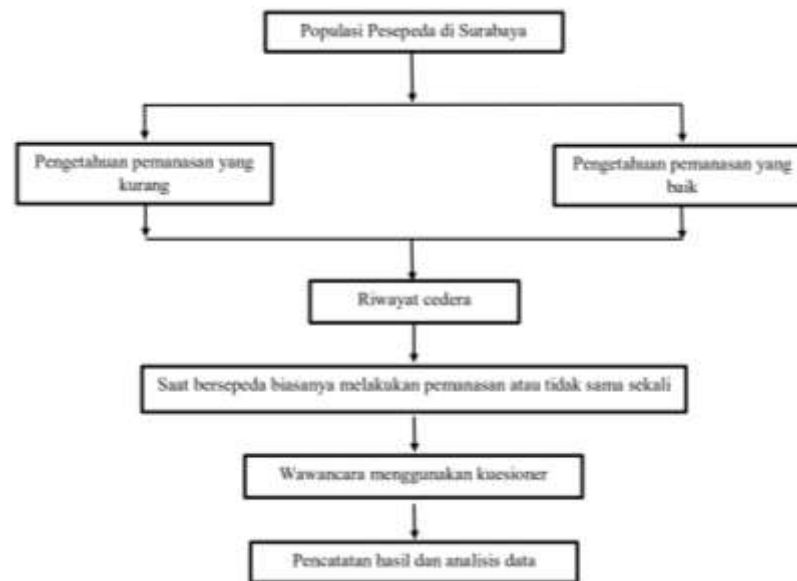 Populasi Pesepeda di Surabaya
Pengetahuan pemanasan yang
kurang
Pengetahuan pemanasan yang
baik
Riwayat cedera
Saat bersepeda biasanya melakukan pemanasan atau tidak sama sekali
Wawancara menggunakan kuesioner
Pencatatan hasil dan analisis data